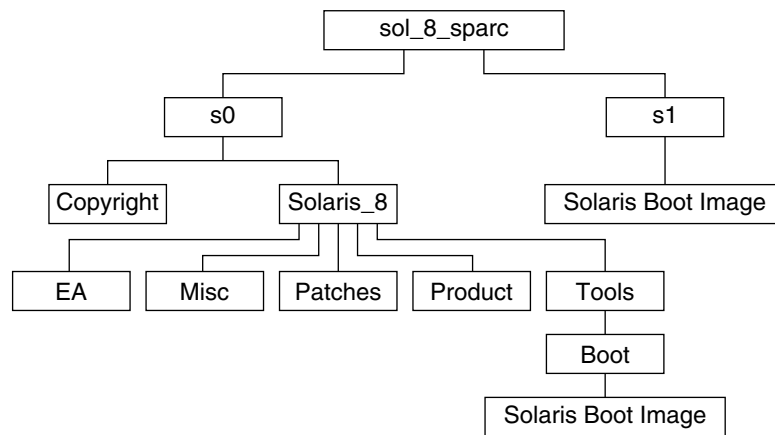 sol_8_sparc
s0
s1
Copyright
Solaris_8
Solaris Boot Image
EA
Misc
Patches
Product
Tools
Boot
Solaris Boot Image